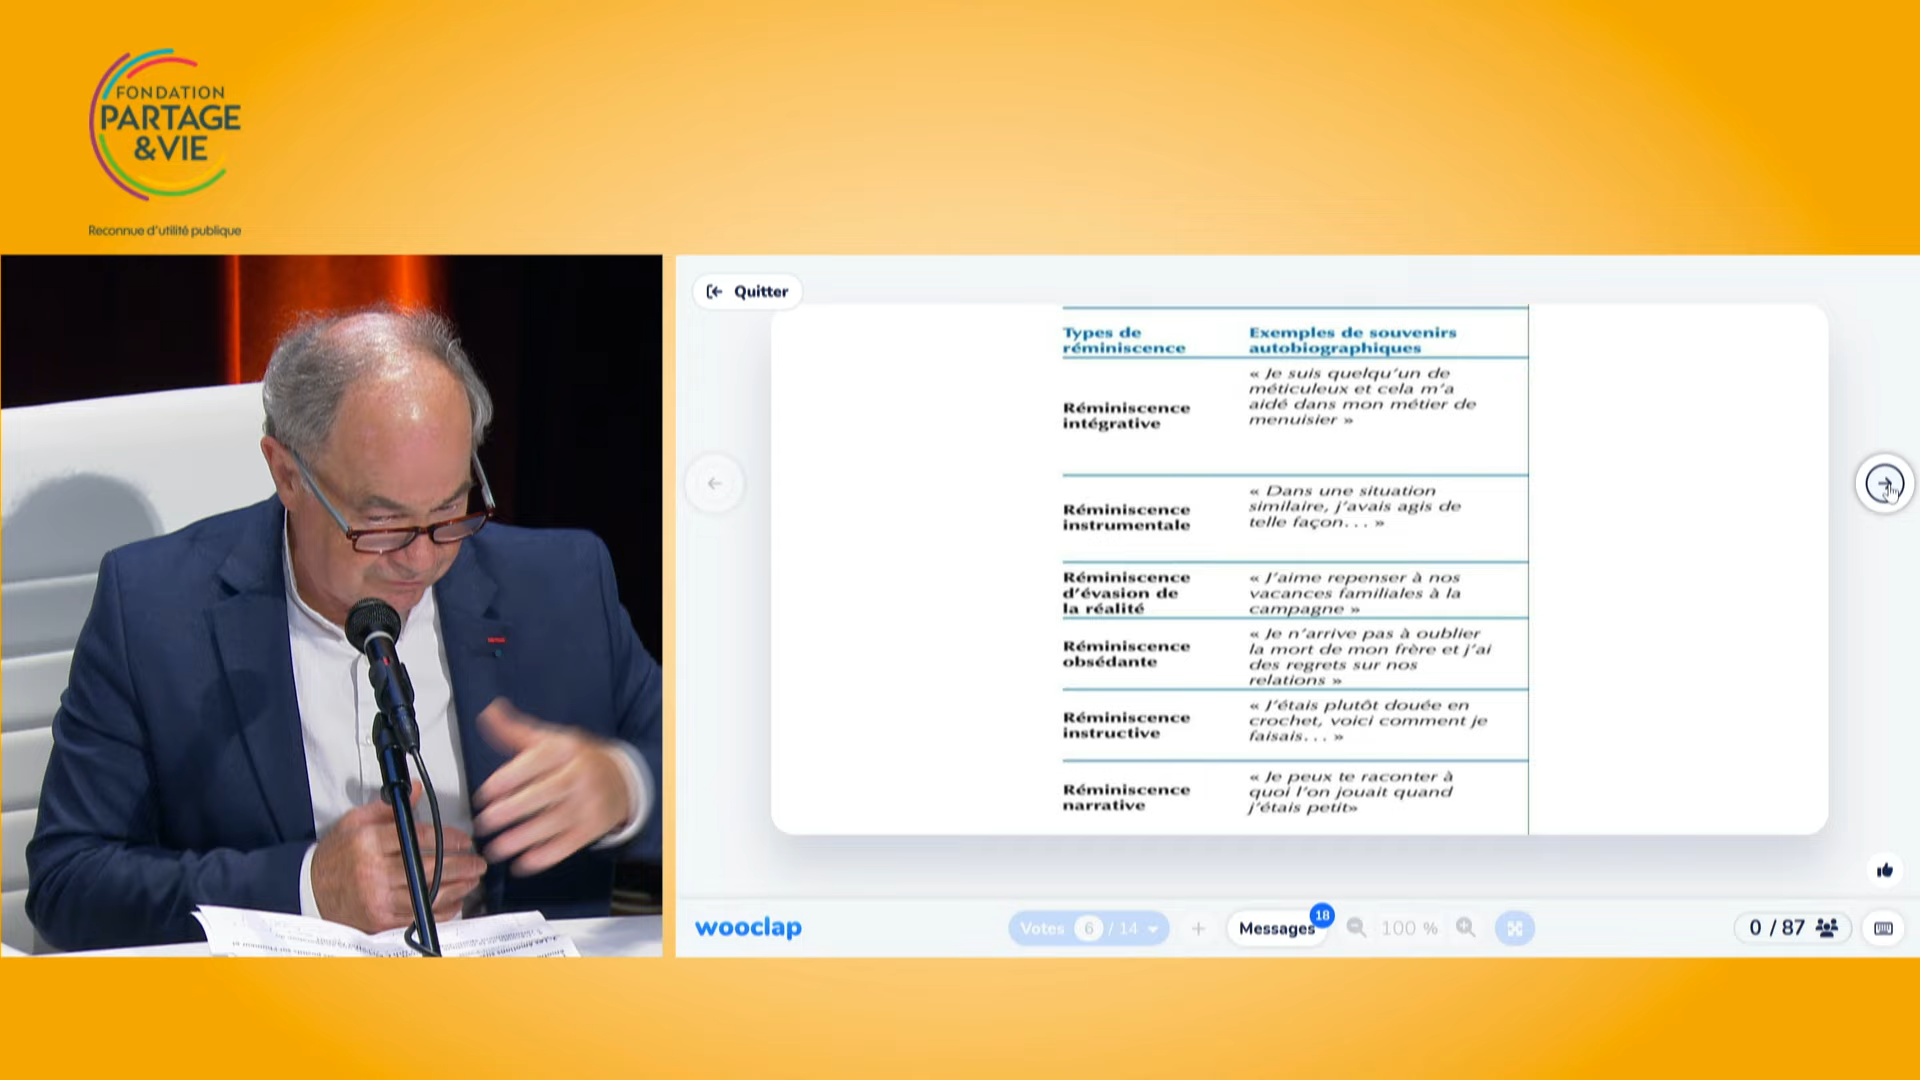 FONDATION
PARTAGE
&VIE
Reconnue d'utilité publique
Quitter
Types de
réminiscence
Exemples de souvenirs
autobiographiques
Réminiscence
intégrative
« Je suis quelqu'un de
méticuleux et cela m'a
aidé dans mon métier de
menuisier »
Réminiscence
instrumentale
« Dans une situation
similaire, j'avais agis de
telle façon... »
Réminiscence
d'évasion de
la réalité
« J'aime repenser à nos
vacances familiales à la
campagne »
Réminiscence
obsédante
« Je n'arrive pas à oublier
la mort de mon frère et j'ai
des regrets sur nos
relations »
Réminiscence
instructive
« J'étais plutôt douée en
crochet, voici comment je
faisais... »
Réminiscence
narrative
« Je peux te raconter à
quoi l'on jouait quand
j'étais petit»
wooclap
Votes 6 / 14
+
Messages 18
100 %
0 / 87